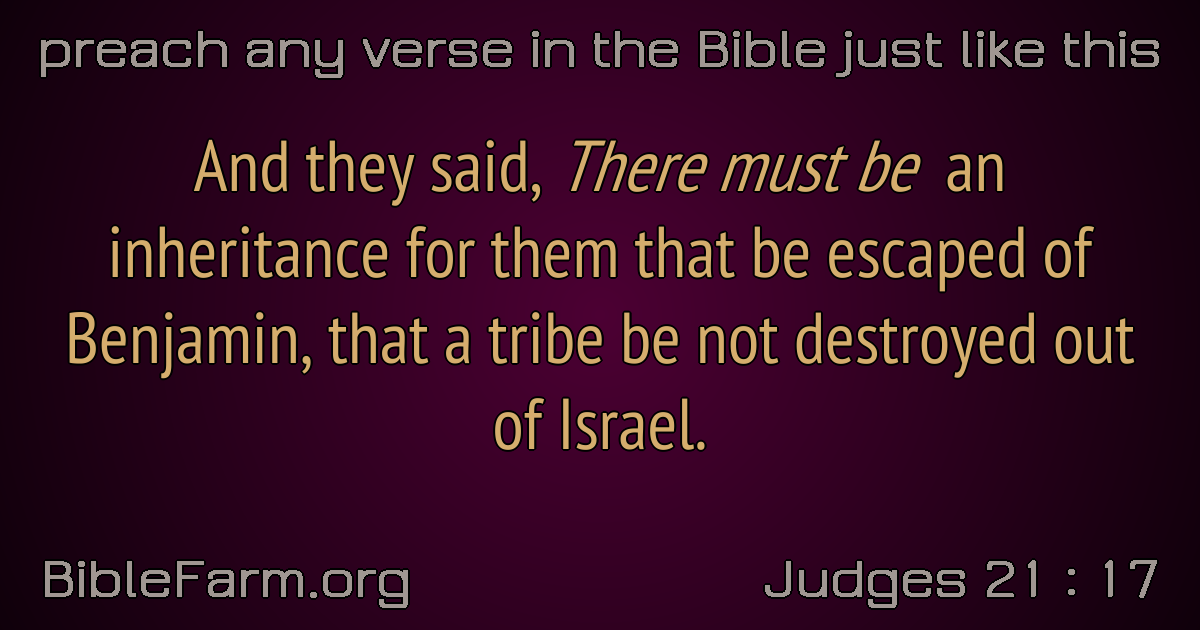 preach any verse in the Bible just like this
And they said, There must be an
inheritance for them that be escaped of
Benjamin, that a tribe be not destroyed out
of Israel.
BibleFarm.org
Judges 21 : 17